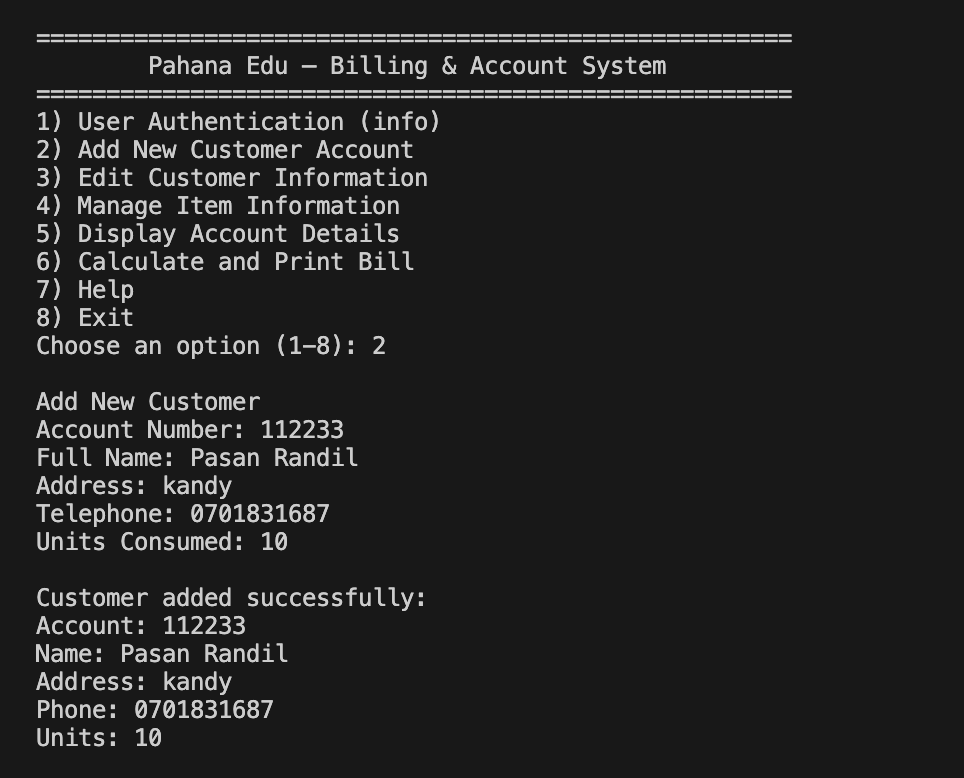 ======================================================
Pahana Edu – Billing & Account System
======================================================
1) User Authentication (info)
2) Add New Customer Account
3) Edit Customer Information
4) Manage Item Information
5) Display Account Details
6) Calculate and Print Bill
7) Help
8) Exit
Choose an option (1–8): 2
Add New Customer
Account Number: 112233
Full Name: Pasan Randil
Address: kandy
Telephone: 0701831687
Units Consumed: 10
Customer added successfully:
Account: 112233
Name: Pasan Randil
Address: kandy
Phone: 0701831687
Units: 10